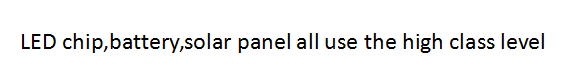 LED chip,battery,solar panel all use the high class level